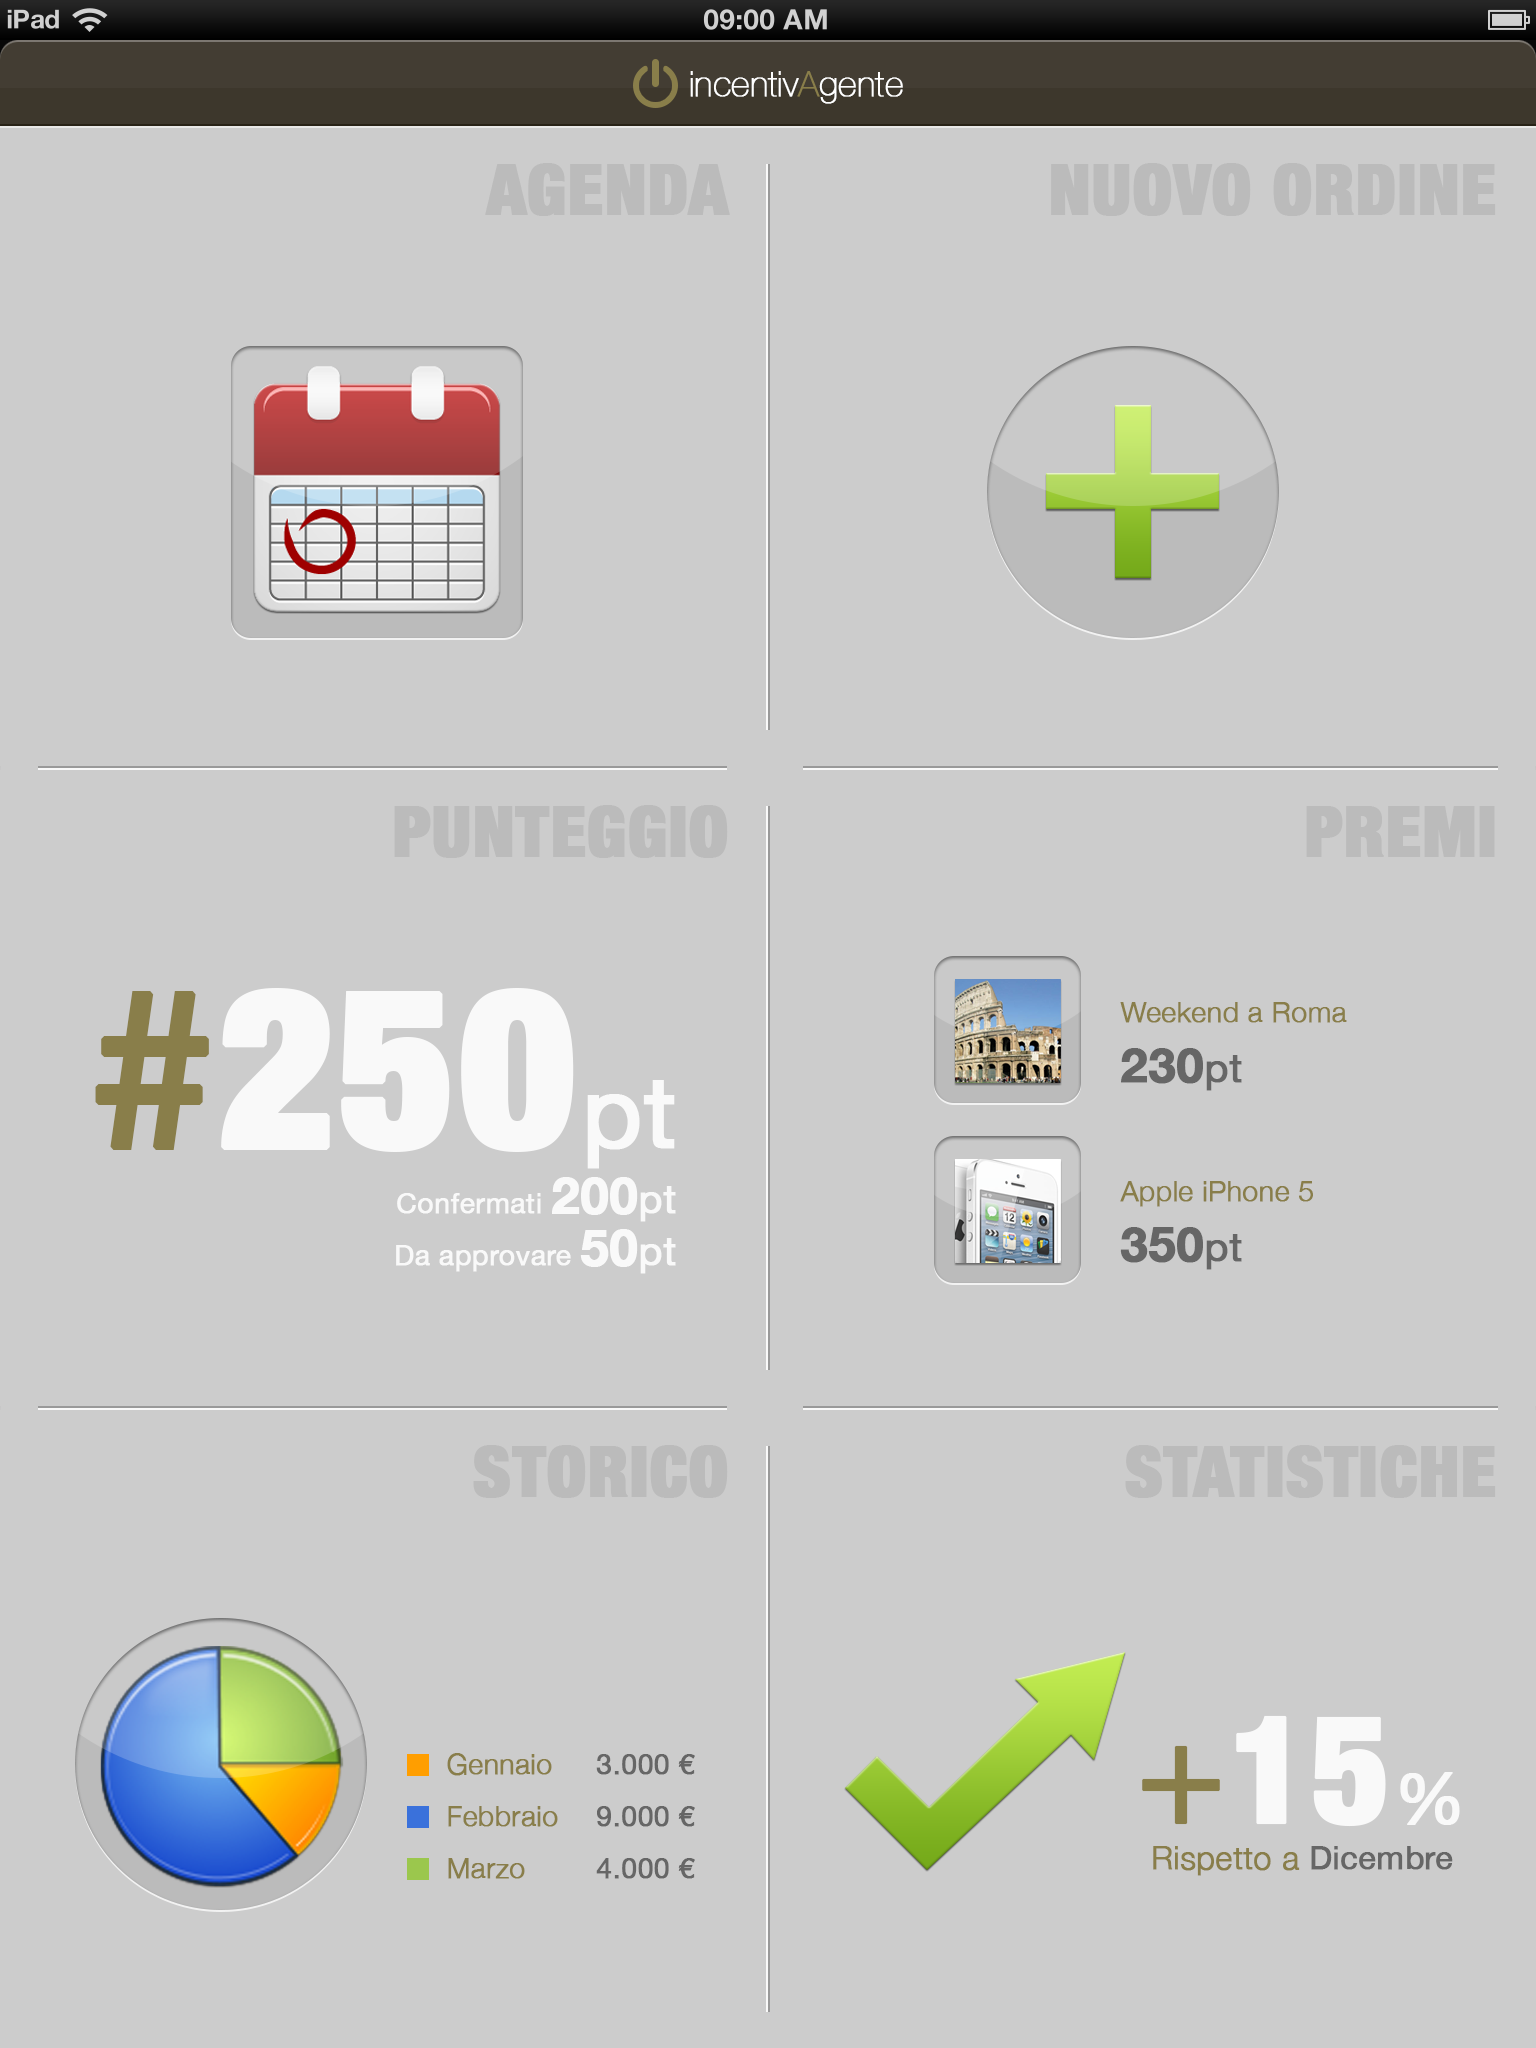 iPad
09:00 AM
incentivAgente
AGENDA
NUOVO ORDINE
PUNTEGGIO
#250pt
Confermati 200pt
Da approvare 50pt
PREMI
Weekend a Roma
230pt
Apple iPhone 5
350pt
STORICO
Gennaio 3.000 €
Febbraio 9.000 €
Marzo 4.000 €
STATISTICHE
+15%
Rispetto a Dicembre